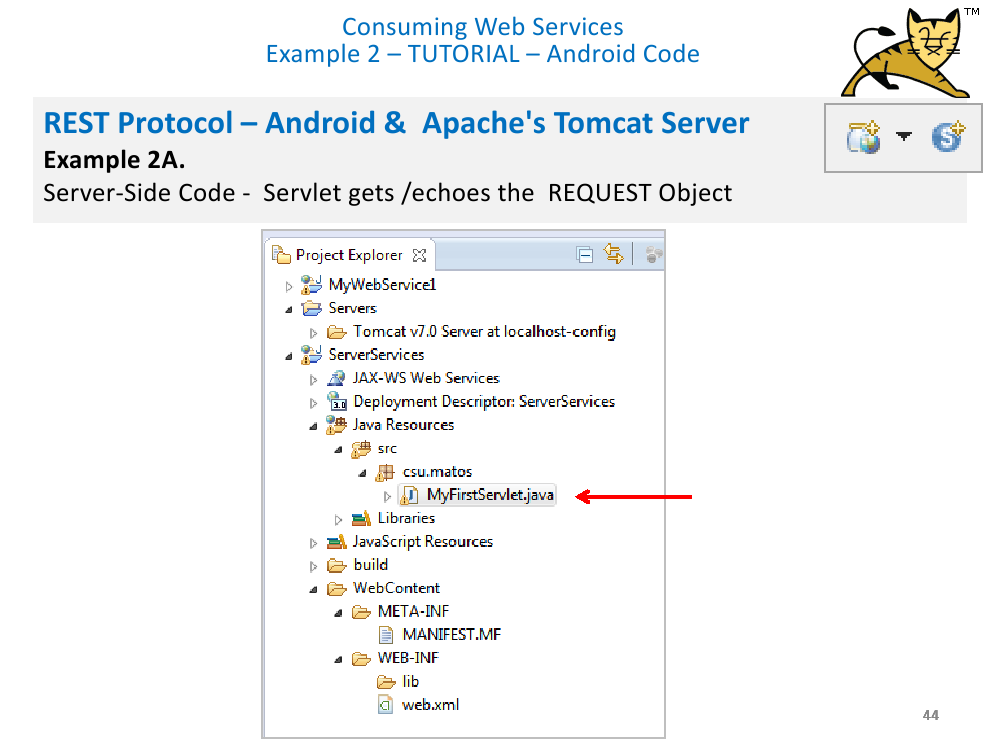 Consuming Web Services
Example 2 – TUTORIAL – Android Code
TM
REST Protocol – Android &  Apache's Tomcat Server
Example 2A.
Server-Side Code -  Servlet gets /echoes the  REQUEST Object
S
Project Explorer
MyWebService1
Servers
Tomcat v7.0 Server at localhost-config
ServerServices
JAX-WS Web Services
3.0 Deployment Descriptor: ServerServices
Java Resources
src
csu.matos
J MyFirstServlet.java
Libraries
JavaScript Resources
build
WebContent
META-INF
MANIFEST.MF
WEB-INF
lib
web.xml
44